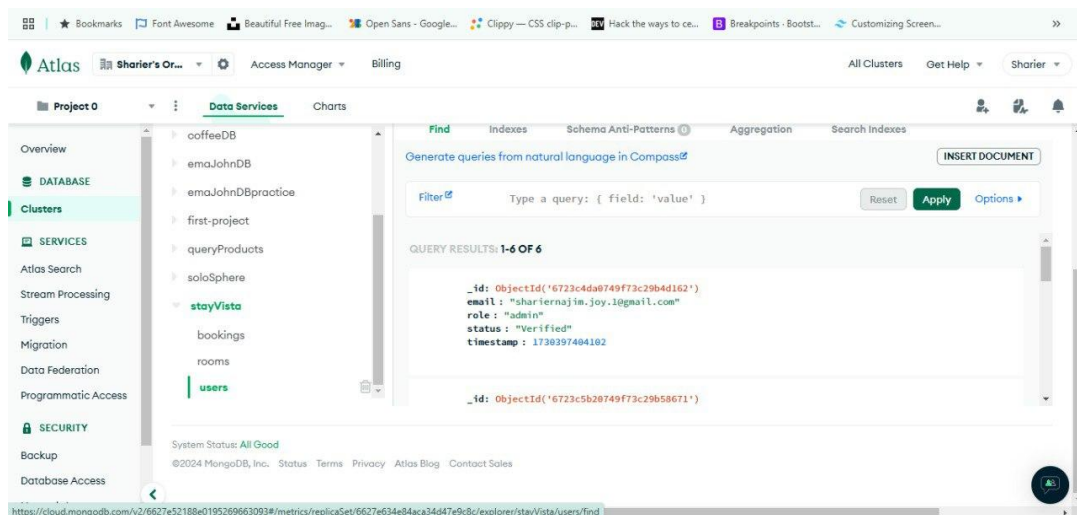 Bookmarks Font Awesome Beautiful Free Imag... Open Sans - Google... Clippy — CSS clip-p... DEV Hack the ways to ce... B Breakpoints · Bootst... Customizing Screen... »
Atlas Sharier's Or... Access Manager Billing All Clusters Get Help Sharier
Project 0 Data Services Charts
Overview
DATABASE
Clusters
SERVICES
Atlas Search
Stream Processing
Triggers
Migration
Data Federation
Programmatic Access
SECURITY
Backup
Database Access
coffeeDB
emaJohnDB
emaJohnDBpractice
first-project
queryProducts
soloSphere
stayVista
bookings
rooms
users
Find Indexes Schema Anti-Patterns 0 Aggregation Search Indexes
Generate queries from natural language in Compass
INSERT DOCUMENT
Filter Type a query: { field: 'value' } Reset Apply Options
QUERY RESULTS: 1-6 OF 6
_id: ObjectId('6723c4da0749f73c29b4d162')
email : "shariernajim.joy.1@gmail.com"
role : "admin"
status : "Verified"
timestamp : 1730397404102
_id: ObjectId('6723c5b20749f73c29b58671')
System Status: All Good
©2024 MongoDB, Inc. Status Terms Privacy Atlas Blog Contact Sales
https://cloud.mongodb.com/v2/6627e52188e0195269663093#/metrics/replicaSet/6627e634e84aca34d47e9c8c/explorer/stayVista/users/find